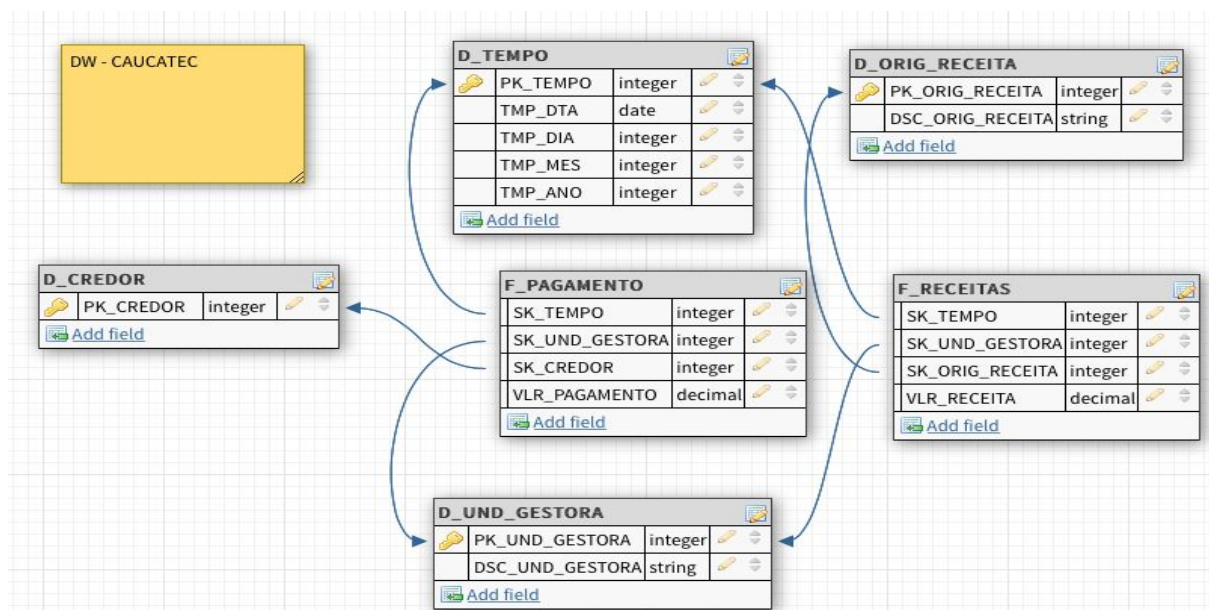 DW - CAUCATEC
D_TEMPO
PK_TEMPO integer
TMP_DTA date
TMP_DIA integer
TMP_MES integer
TMP_ANO integer
Add field
D_ORIG_RECEITA
PK_ORIG_RECEITA integer
DSC_ORIG_RECEITA string
Add field
D_CREDOR
PK_CREDOR integer
Add field
F_PAGAMENTO
SK_TEMPO integer
SK_UND_GESTORA integer
SK_CREDOR integer
VLR_PAGAMENTO decimal
Add field
F_RECEITAS
SK_TEMPO integer
SK_UND_GESTORA integer
SK_ORIG_RECEITA integer
VLR_RECEITA decimal
Add field
D_UND_GESTORA
PK_UND_GESTORA integer
DSC_UND_GESTORA string
Add field